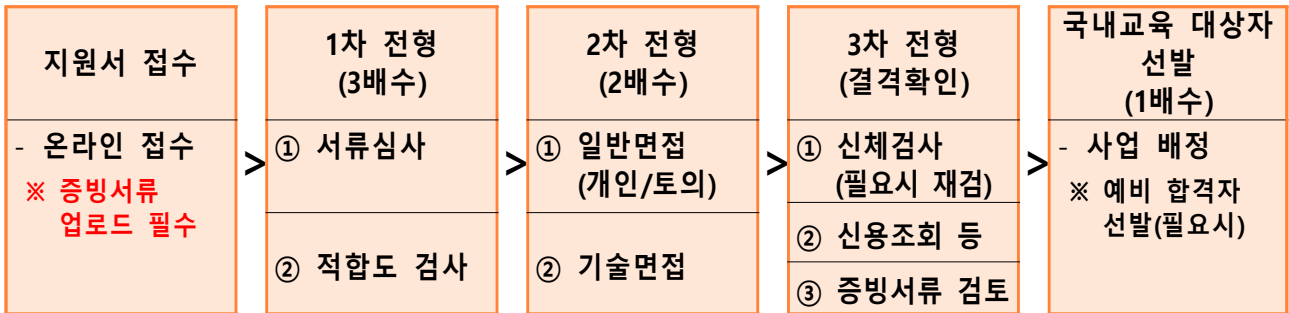 지원서 접수
- 온라인 접수
※ 증빙서류
업로드 필수
>
1차 전형
(3배수)
① 서류심사
② 적합도 검사
>
2차 전형
(2배수)
① 일반면접
(개인/토의)
② 기술면접
>
3차 전형
(결격확인)
① 신체검사
(필요시 재검)
② 신용조회 등
③ 증빙서류 검토
>
국내교육 대상자
선발
(1배수)
- 사업 배정
※ 예비 합격자
선발(필요시)